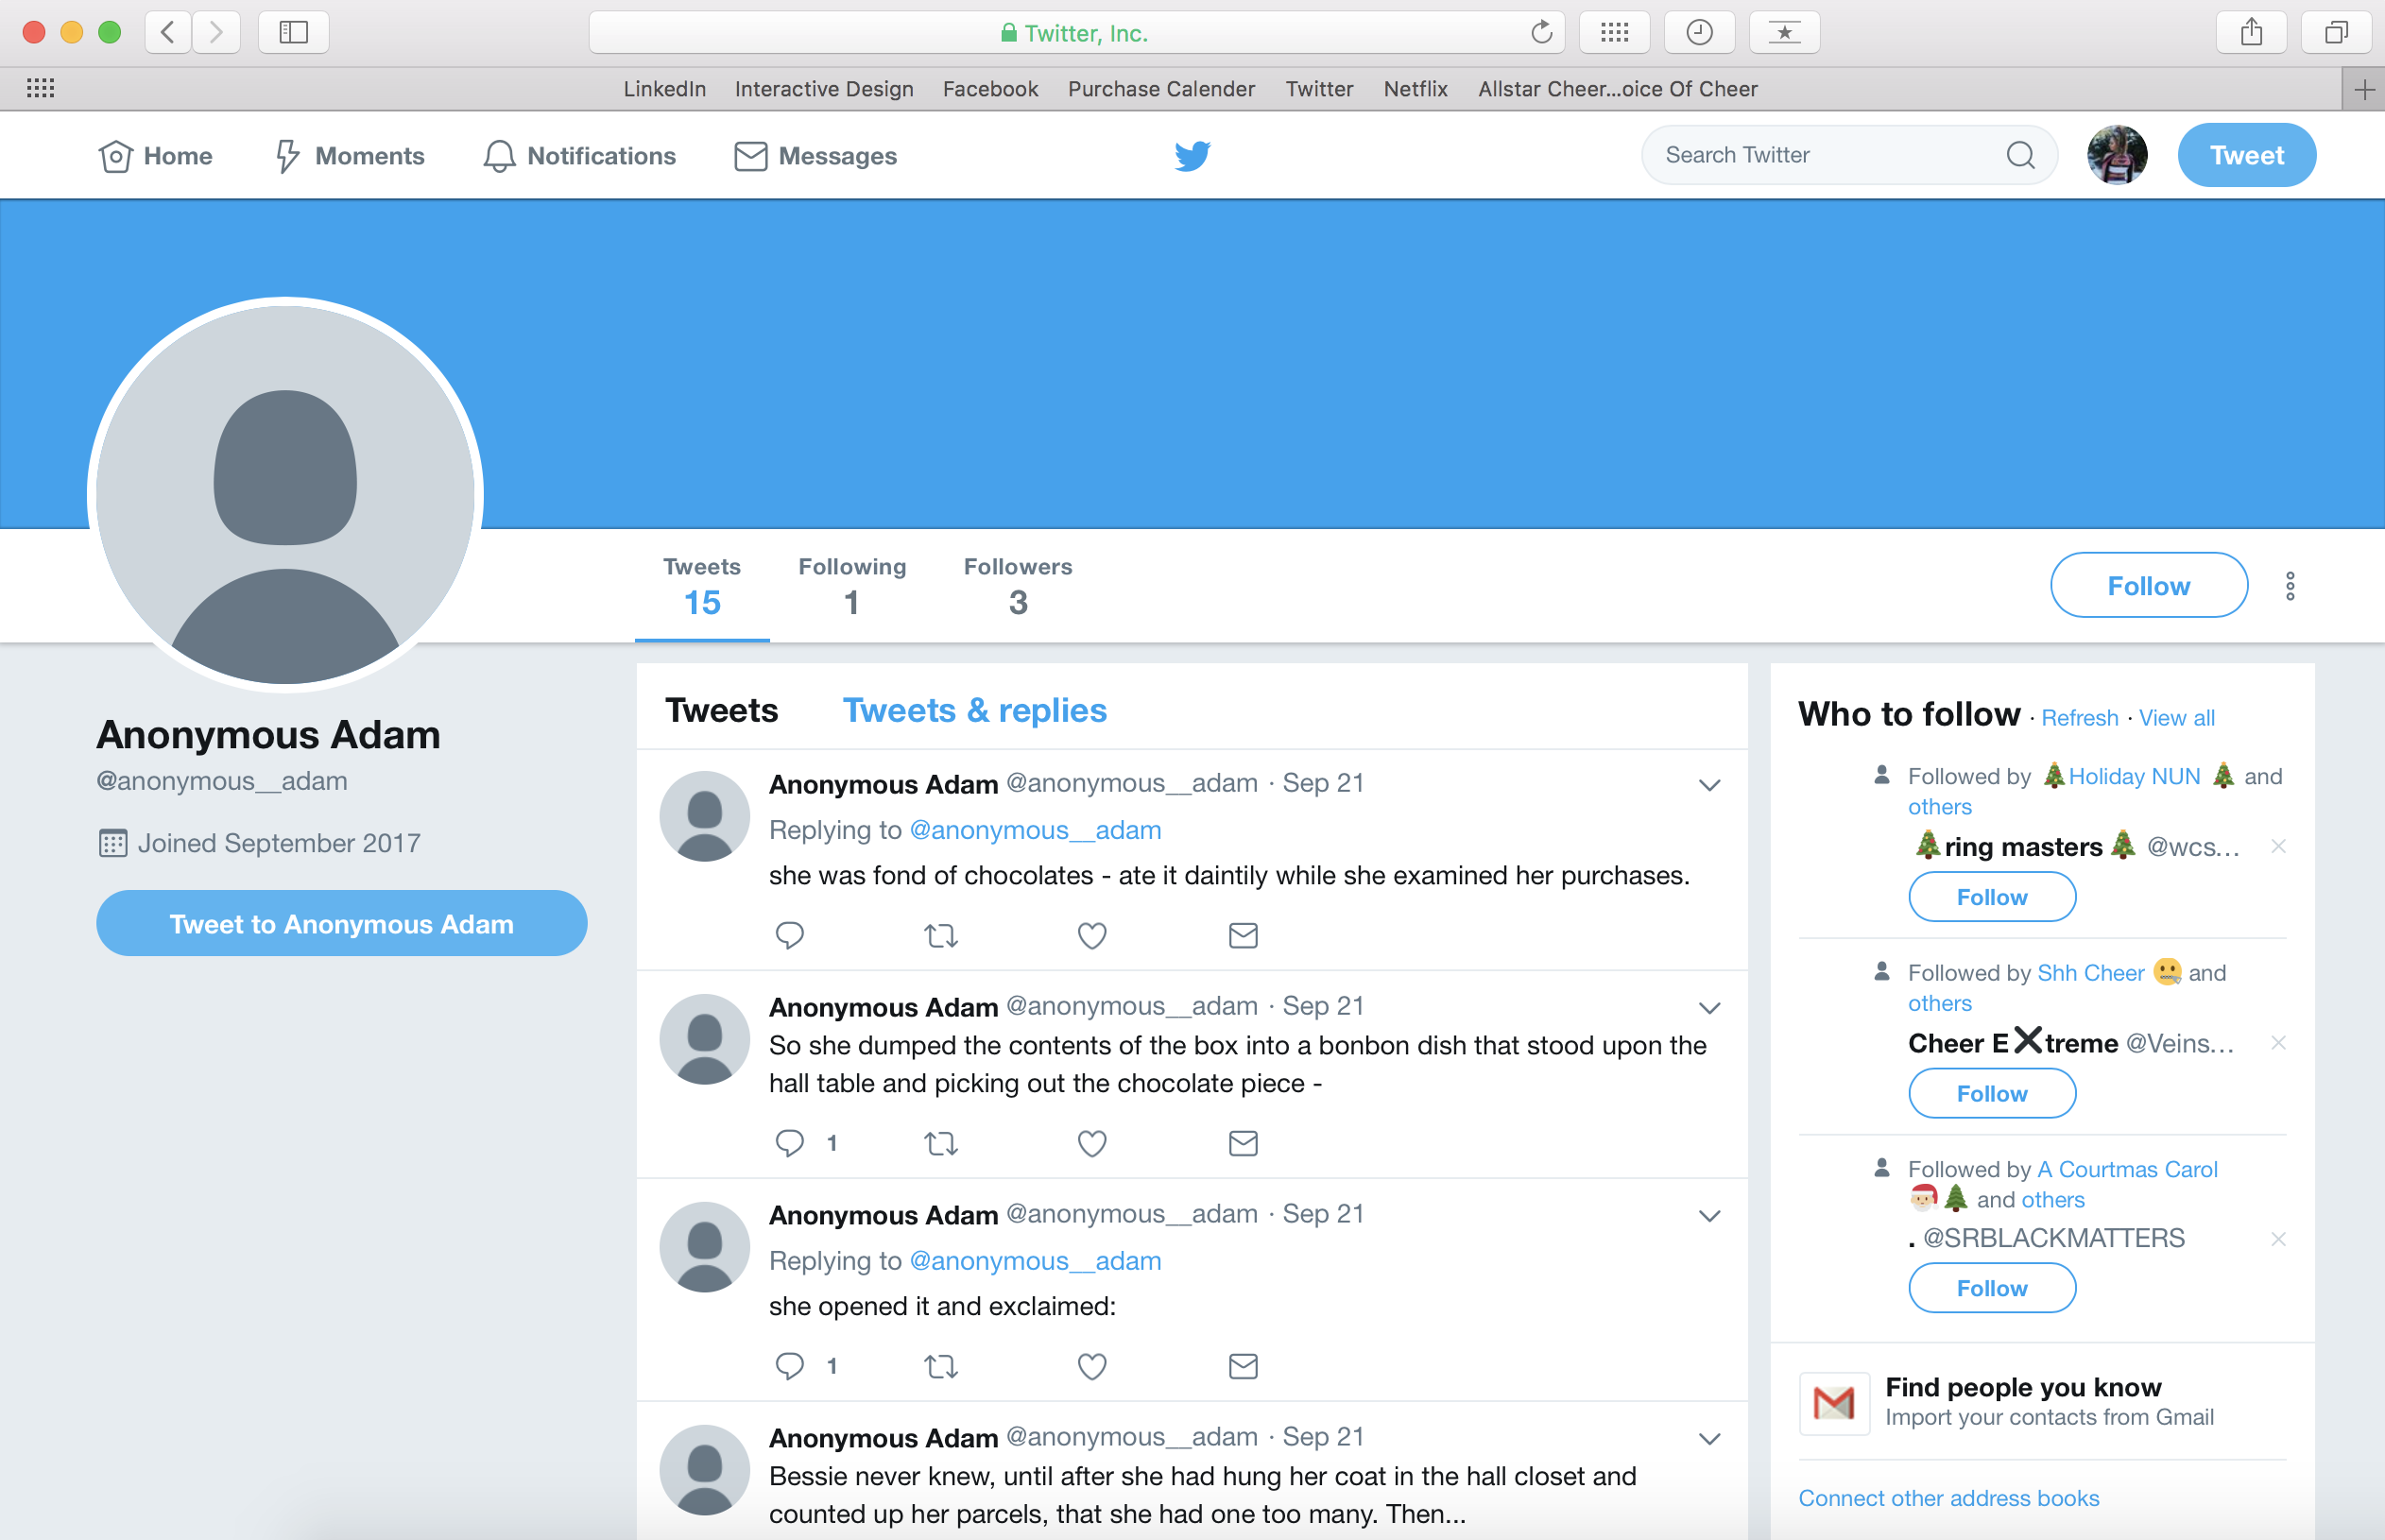 Twitter, Inc.
LinkedIn Interactive Design Facebook Purchase Calender Twitter Netflix Allstar Cheer...oice Of Cheer
Home Moments Notifications Messages Search Twitter Tweet
Tweets Following Followers
15 1 3
Follow
Anonymous Adam
@anonymous__adam
Joined September 2017
Tweet to Anonymous Adam
Tweets Tweets & replies
Anonymous Adam @anonymous__adam · Sep 21
Replying to @anonymous__adam
she was fond of chocolates - ate it daintily while she examined her purchases.
Anonymous Adam @anonymous__adam · Sep 21
So she dumped the contents of the box into a bonbon dish that stood upon the
hall table and picking out the chocolate piece -
1
Anonymous Adam @anonymous__adam · Sep 21
Replying to @anonymous__adam
she opened it and exclaimed:
1
Anonymous Adam @anonymous__adam · Sep 21
Bessie never knew, until after she had hung her coat in the hall closet and
counted up her parcels, that she had one too many. Then...
Who to follow · Refresh · View all
Followed by 🎄Holiday NUN 🎄 and
others
🎄ring masters🎄 @wcs...
Follow
Followed by Shh Cheer 🤐 and
others
Cheer E❌treme @Veins...
Follow
Followed by A Courtmas Carol
🎅🏻🎄 and others
. @SRBLACKMATTERS
Follow
Find people you know
Import your contacts from Gmail
Connect other address books